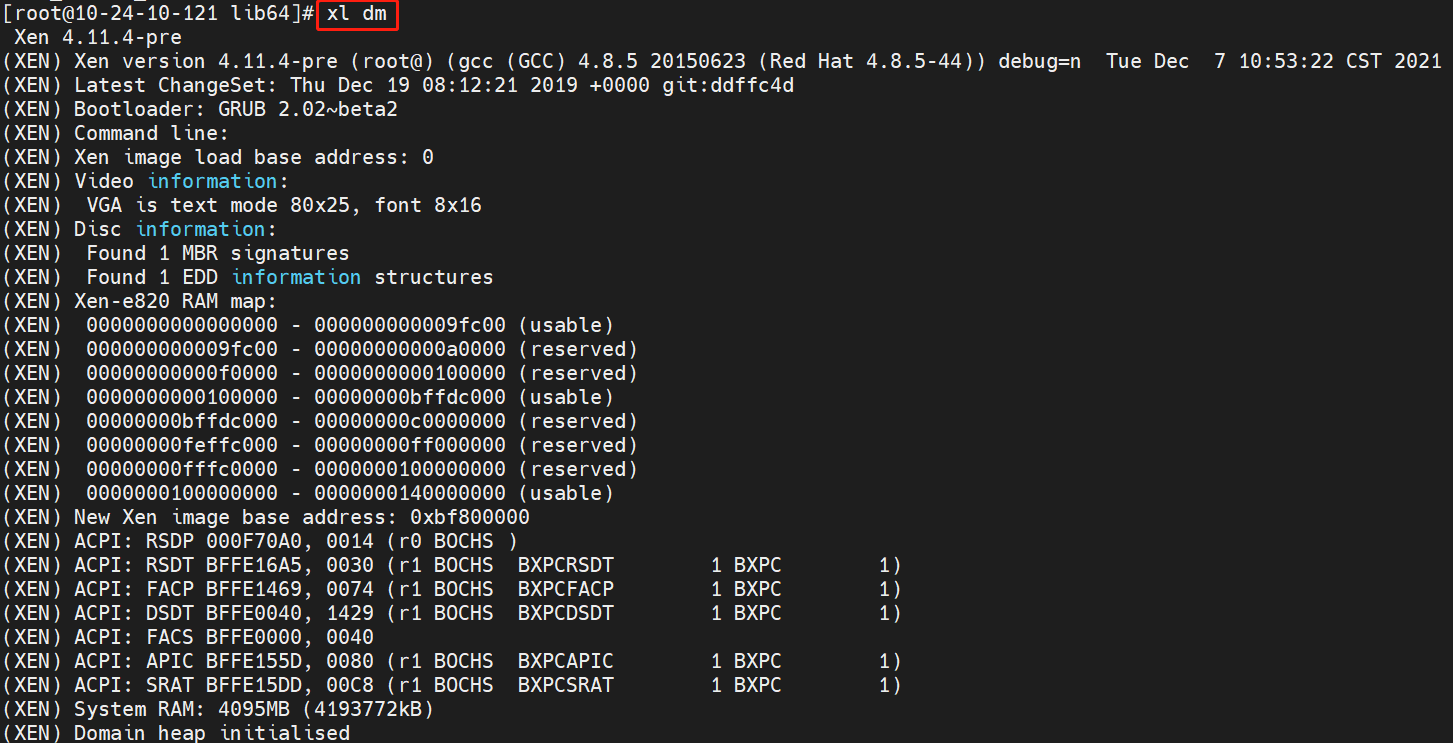 [root@10-24-10-121 lib64]# xl dm
 Xen 4.11.4-pre
(XEN) Xen version 4.11.4-pre (root@) (gcc (GCC) 4.8.5 20150623 (Red Hat 4.8.5-44)) debug=n  Tue Dec  7 10:53:22 CST 2021
(XEN) Latest ChangeSet: Thu Dec 19 08:12:21 2019 +0000 git:ddffc4d
(XEN) Bootloader: GRUB 2.02~beta2
(XEN) Command line:
(XEN) Xen image load base address: 0
(XEN) Video information:
(XEN)  VGA is text mode 80x25, font 8x16
(XEN) Disc information:
(XEN)  Found 1 MBR signatures
(XEN)  Found 1 EDD information structures
(XEN) Xen-e820 RAM map:
(XEN)  0000000000000000 - 000000000009fc00 (usable)
(XEN)  000000000009fc00 - 00000000000a0000 (reserved)
(XEN)  00000000000f0000 - 0000000000100000 (reserved)
(XEN)  0000000000100000 - 00000000bffdc000 (usable)
(XEN)  00000000bffdc000 - 00000000c0000000 (reserved)
(XEN)  00000000feffc000 - 00000000ff000000 (reserved)
(XEN)  00000000fffc0000 - 0000000100000000 (reserved)
(XEN)  0000000100000000 - 0000000140000000 (usable)
(XEN) New Xen image base address: 0xbf800000
(XEN) ACPI: RSDP 000F70A0, 0014 (r0 BOCHS )
(XEN) ACPI: RSDT BFFE16A5, 0030 (r1 BOCHS  BXPCRSDT        1 BXPC        1)
(XEN) ACPI: FACP BFFE1469, 0074 (r1 BOCHS  BXPCFACP        1 BXPC        1)
(XEN) ACPI: DSDT BFFE0040, 1429 (r1 BOCHS  BXPCDSDT        1 BXPC        1)
(XEN) ACPI: FACS BFFE0000, 0040
(XEN) ACPI: APIC BFFE155D, 0080 (r1 BOCHS  BXPCAPIC        1 BXPC        1)
(XEN) ACPI: SRAT BFFE15DD, 00C8 (r1 BOCHS  BXPCSRAT        1 BXPC        1)
(XEN) System RAM: 4095MB (4193772kB)
(XEN) Domain heap initialised